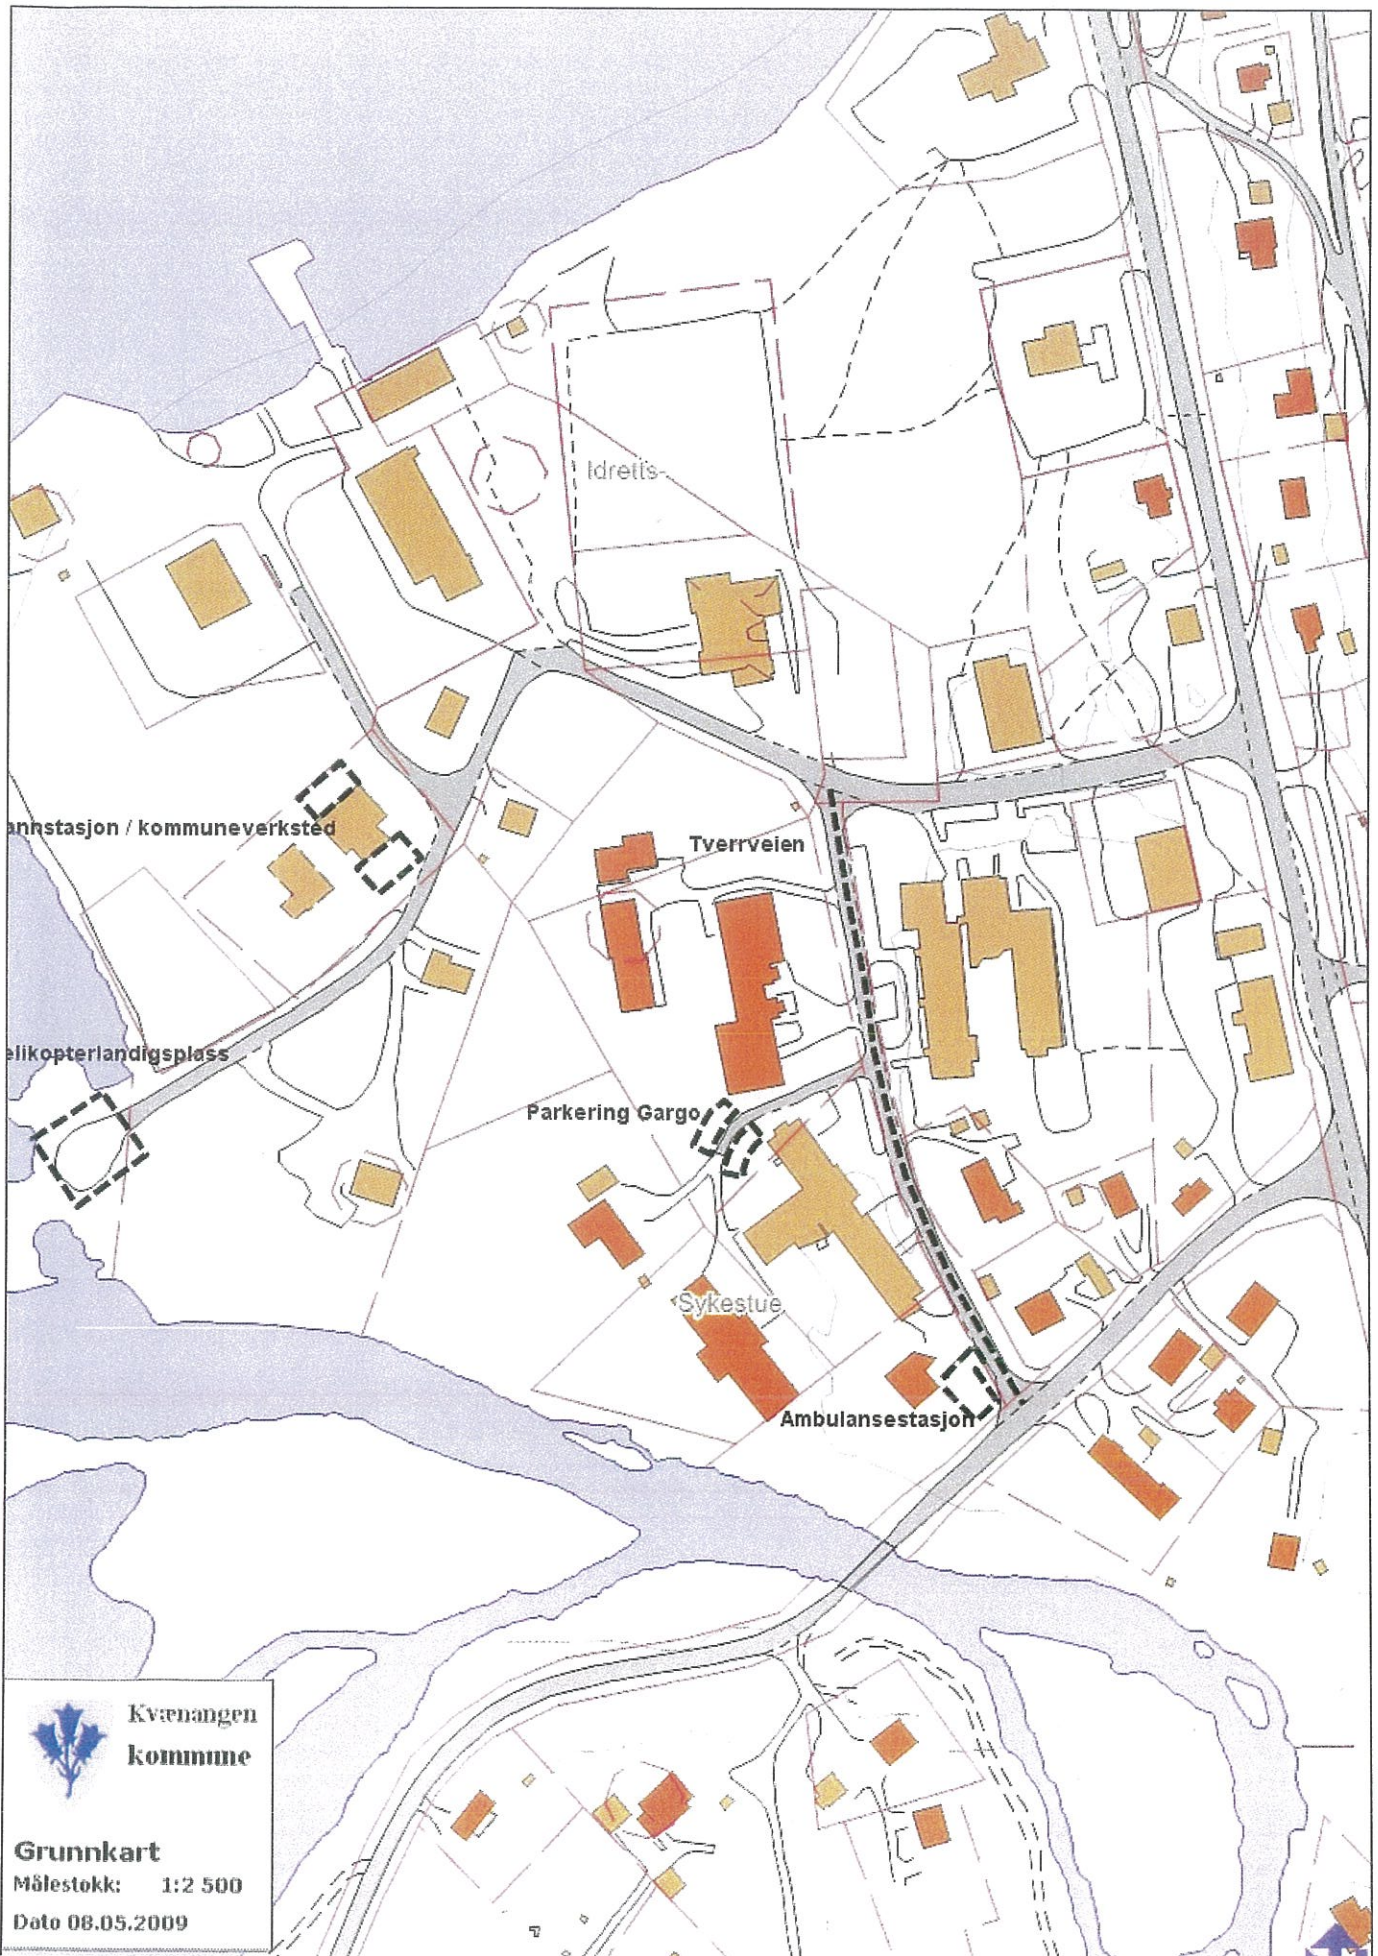 Idretts-
annstasjon / kommuneverksted
Tverrveien
elikopterlandigsplass
Parkering Gargo
Sykestue
Ambulansestasjon
Kvænangen
kommune
Grunnkart
Målestokk: 1:2 500
Dato 08.05.2009